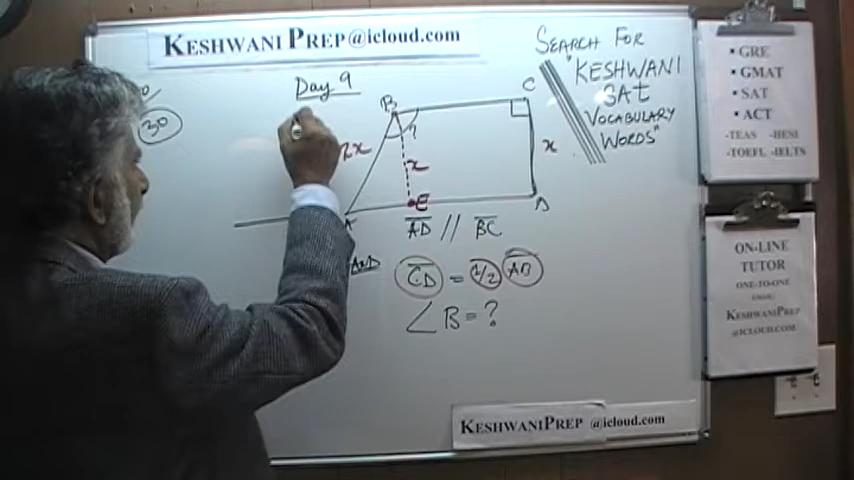 KESHWANI PREP@icloud.com
Day 9
30
B
C
2x
?
x
x
A
E
D
AD // BC
AnD
CD = 1/2 AB
∠B = ?
SEARCH FOR
"KESHWANI
SAT
VOCABULARY
WORDS"
• GRE
• GMAT
• SAT
• ACT
-TEAS -HESI
-TOEFL -IELTS
ON-LINE
TUTOR
ONE-TO-ONE
KESHWANIPREP
@ICLOUD.COM
KESHWANIPREP @icloud.com